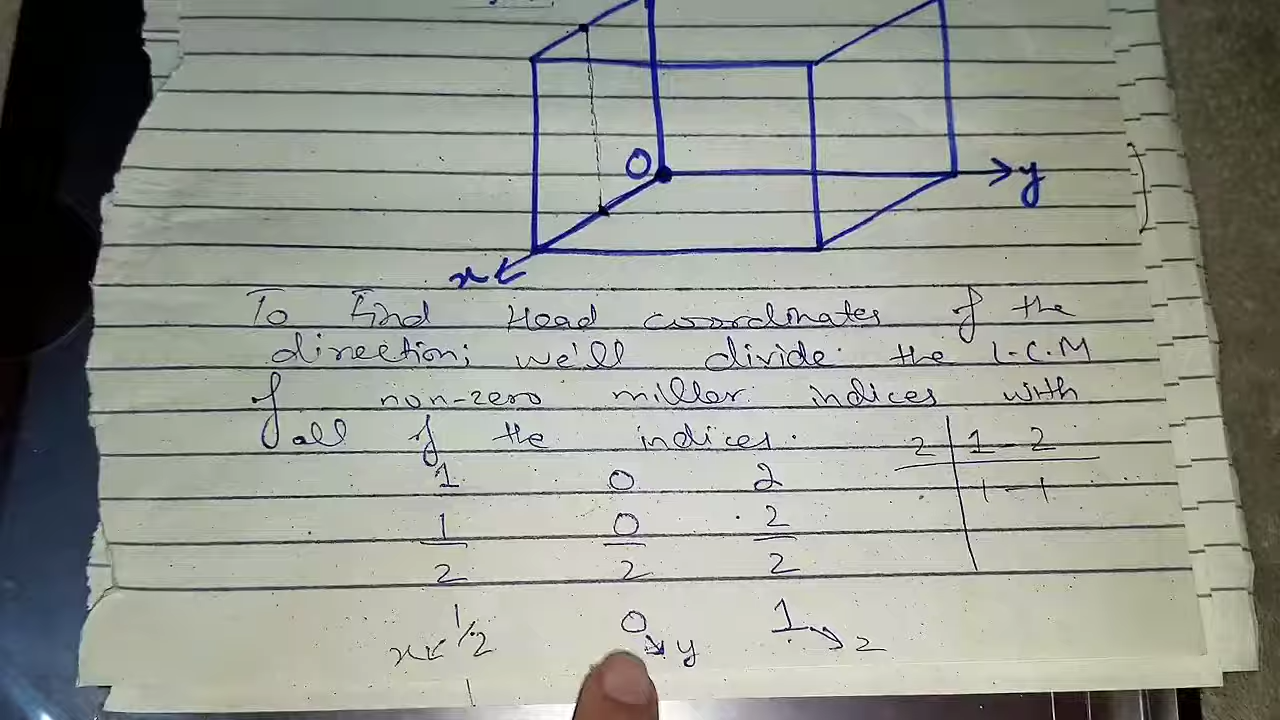 O
y
x
To Find Head coordinates of the
direction; we'll divide the L.C.M
of non-zero miller indices with
all of the indices.
2 | 1 - 2
1 0 2
1 - 1
1/2 0/2 2/2
x 1/2 0 y 1 z